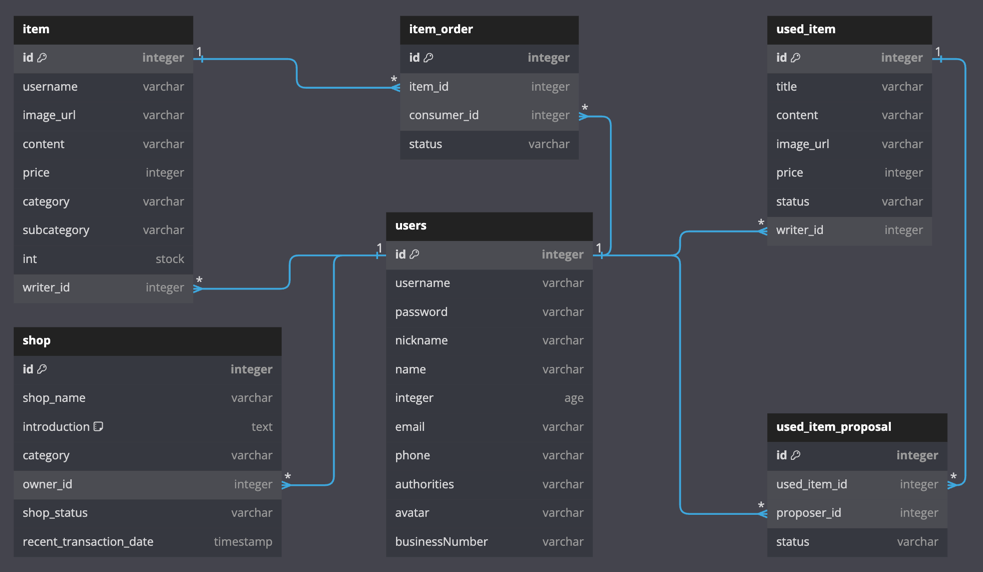 item
id integer
username varchar
image_url varchar
content varchar
price integer
category varchar
subcategory varchar
int stock
writer_id integer
item_order
id integer
item_id integer
consumer_id integer
status varchar
used_item
id integer
title varchar
content varchar
image_url varchar
price integer
status varchar
writer_id integer
users
id integer
username varchar
password varchar
nickname varchar
name varchar
integer age
email varchar
phone varchar
authorities varchar
avatar varchar
businessNumber varchar
shop
id integer
shop_name varchar
introduction text
category varchar
owner_id integer
shop_status varchar
recent_transaction_date timestamp
used_item_proposal
id integer
used_item_id integer
proposer_id integer
status varchar
1
*
*
1
*
*
1
1
*
*
*